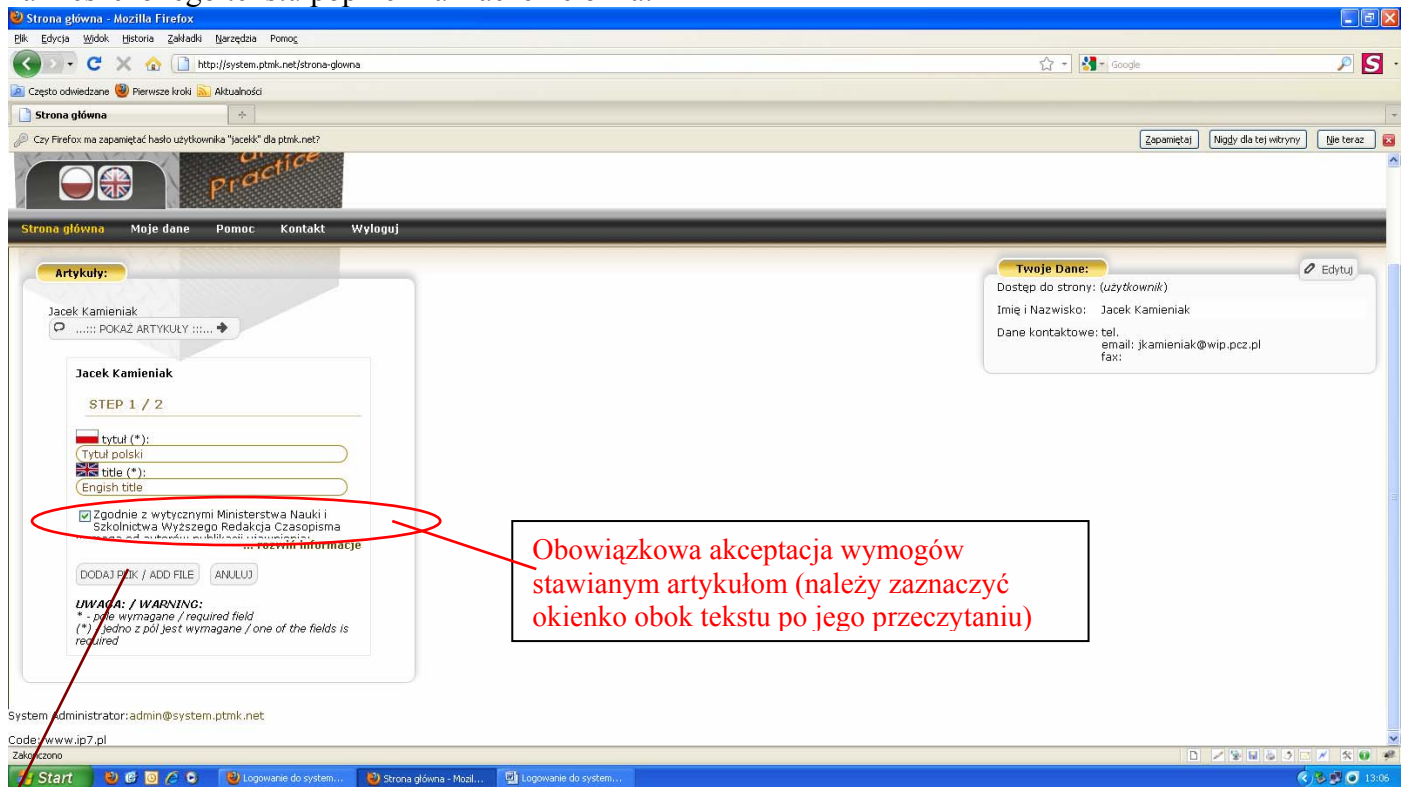 Strona główna - Mozilla Firefox
Plik Edycja Widok Historia Zakładki Narzędzia Pomoc
http://system.ptmk.net/strona-glowna
Google
S
Często odwiedzane Pierwsze kroki Aktualności
Strona główna
Czy Firefox ma zapamiętać hasło użytkownika "jacekk" dla ptmk.net?
Zapamiętaj Nigdy dla tej witryny Nie teraz
Practice
Strona główna Moje dane Pomoc Kontakt Wyloguj
Artykuły:
Jacek Kamieniak
...::: POKAŻ ARTYKUŁY :::...
Jacek Kamieniak
STEP 1 / 2
tytuł (*):
Tytuł polski
title (*):
Engish title
Zgodnie z wytycznymi Ministerstwa Nauki i
Szkolnictwa Wyższego Redakcja Czasopisma
... rozwiń informacje
DODAJ PLIK / ADD FILE ANULUJ
UWAGA: / WARNING:
* - pole wymagane / required field
(*) - jedno z pól jest wymagane / one of the fields is
required
Twoje Dane:
Edytuj
Dostęp do strony: (użytkownik)
Imię i Nazwisko: Jacek Kamieniak
Dane kontaktowe: tel.
email: jkamieniak@wip.pcz.pl
fax:
Obowiązkowa akceptacja wymogów
stawianym artykułom (należy zaznaczyć
okienko obok tekstu po jego przeczytaniu)
System Administrator: admin@system.ptmk.net
Code: www.ip7.pl
Zakończono
Start Logowanie do system... Strona główna - Mozil... Logowanie do system... 13:06